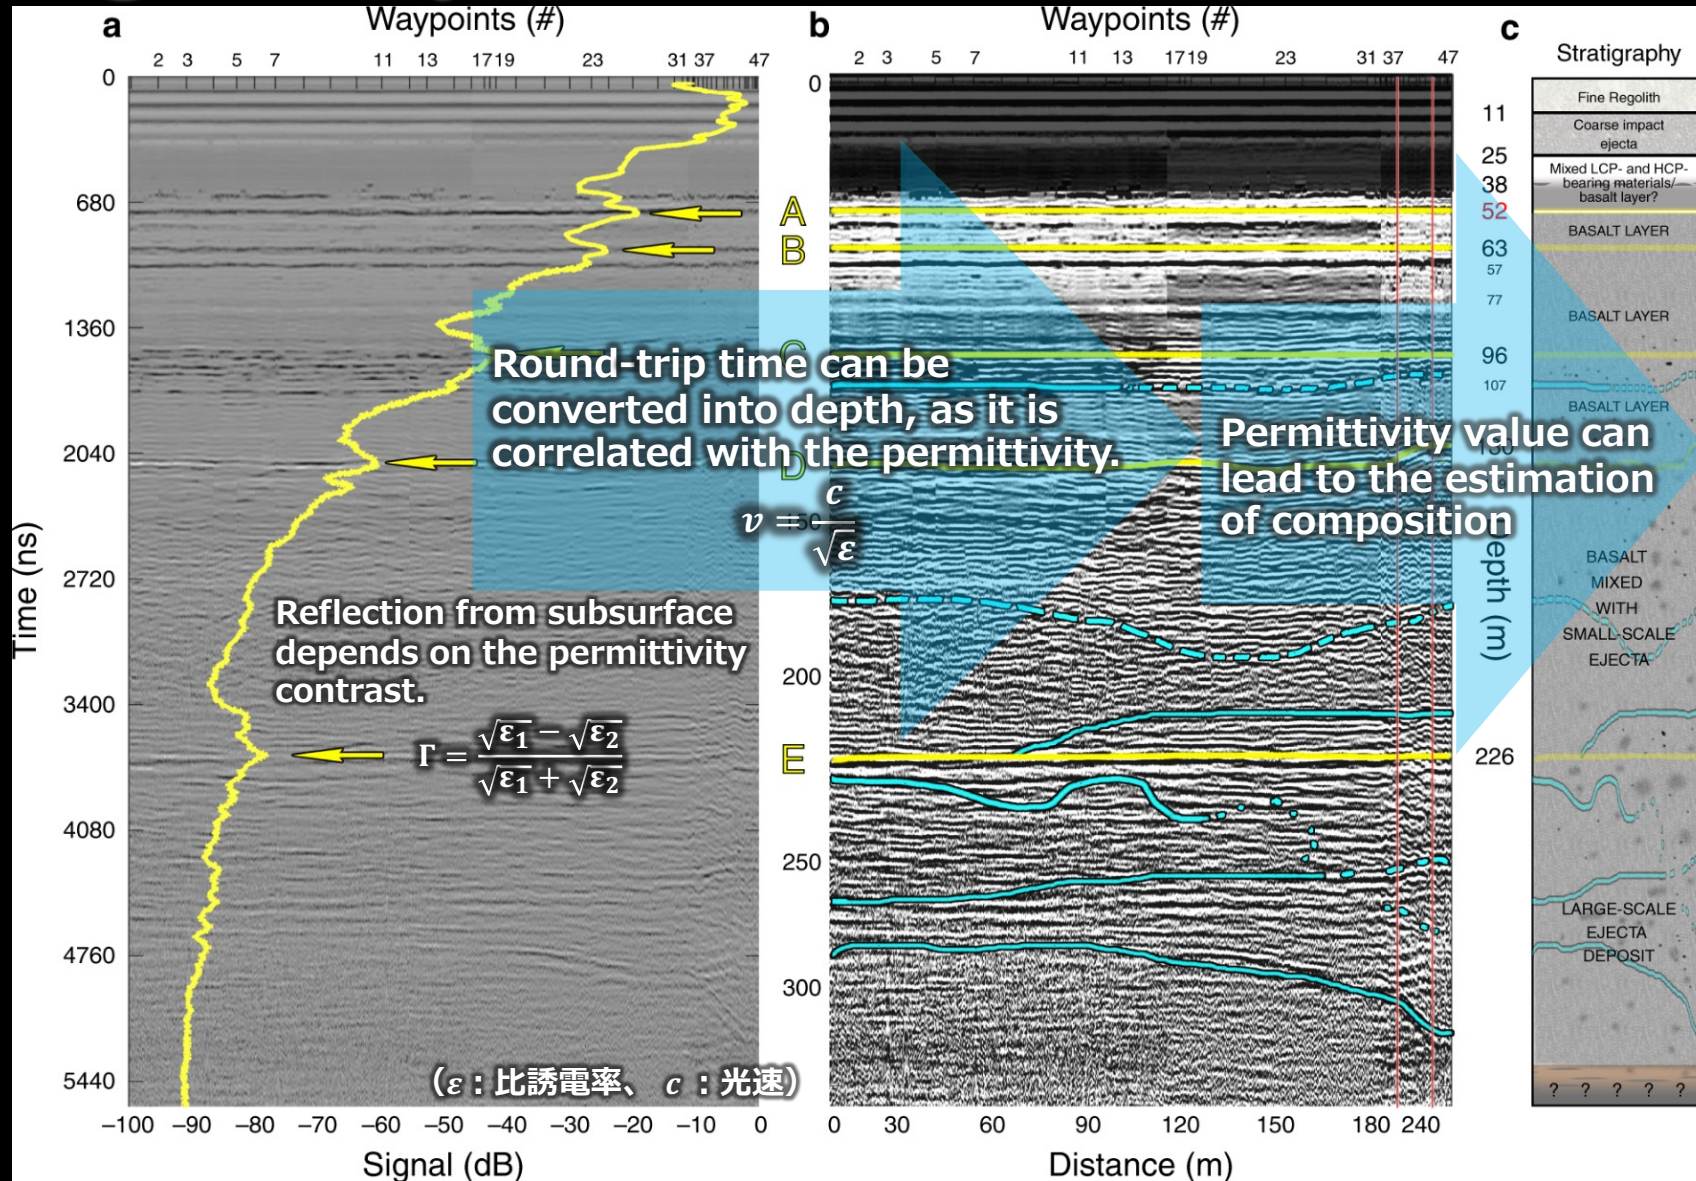 a
Waypoints (#)
2 3 5 7 11 13 17 19 23 31 37 47
0
680
1360
2040
2720
3400
4080
4760
5440
Time (ns)
−100 −90 −80 −70 −60 −50 −40 −30 −20 −10 0
Signal (dB)
Reflection from subsurface
depends on the permittivity
contrast.
Γ = (√ε₁ − √ε₂) / (√ε₁ + √ε₂)
(ε : 比誘電率、 c : 光速)
A
B
C
D
E
Round-trip time can be
converted into depth, as it is
correlated with the permittivity.
v = c / √ε
b
Waypoints (#)
2 3 5 7 11 13 17 19 23 31 37 47
0
150
200
250
300
0 30 60 90 120 150 180 240
Distance (m)
11
25
38
52
63
57
77
96
107
130
226
Depth (m)
Permittivity value can
lead to the estimation
of composition
c
Stratigraphy
Fine Regolith
Coarse impact
ejecta
Mixed LCP- and HCP-
bearing materials/
basalt layer?
BASALT LAYER
BASALT LAYER
BASALT LAYER
BASALT
MIXED
WITH
SMALL-SCALE
EJECTA
LARGE-SCALE
EJECTA
DEPOSIT
? ? ? ? ?